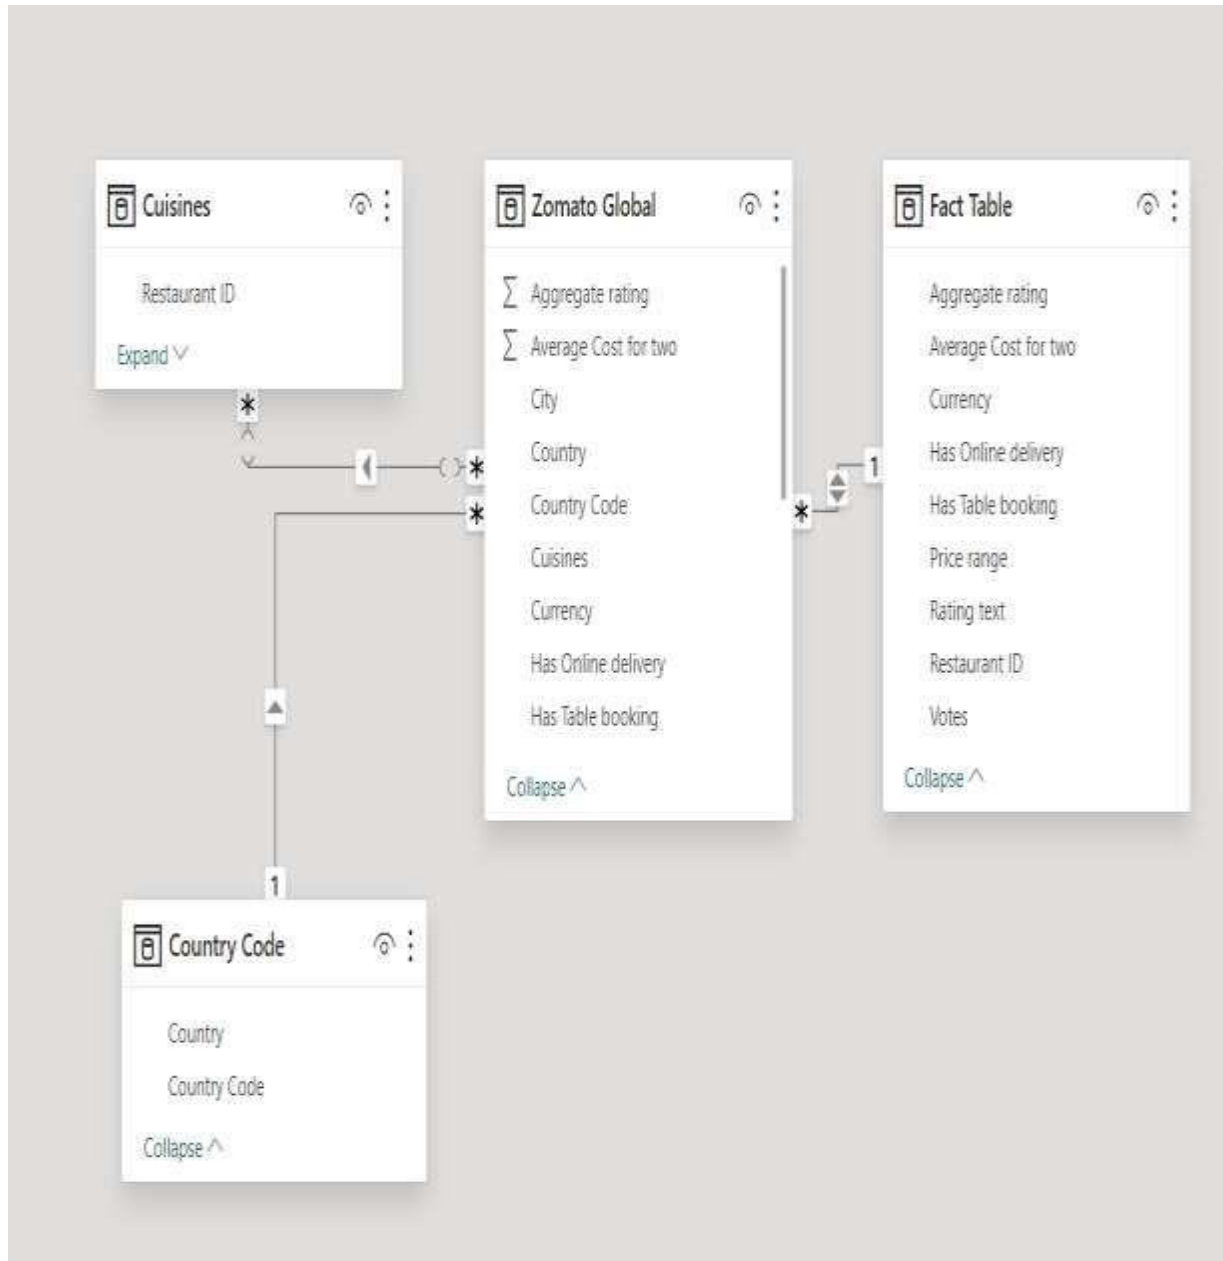 Cuisines
Restaurant ID
Expand
*
*
*
Zomato Global
Σ Aggregate rating
Σ Average Cost for two
City
Country
Country Code
Cuisines
Currency
Has Online delivery
Has Table booking
Collapse
*
1
Fact Table
Aggregate rating
Average Cost for two
Currency
Has Online delivery
Has Table booking
Price range
Rating text
Restaurant ID
Votes
Collapse
1
Country Code
Country
Country Code
Collapse